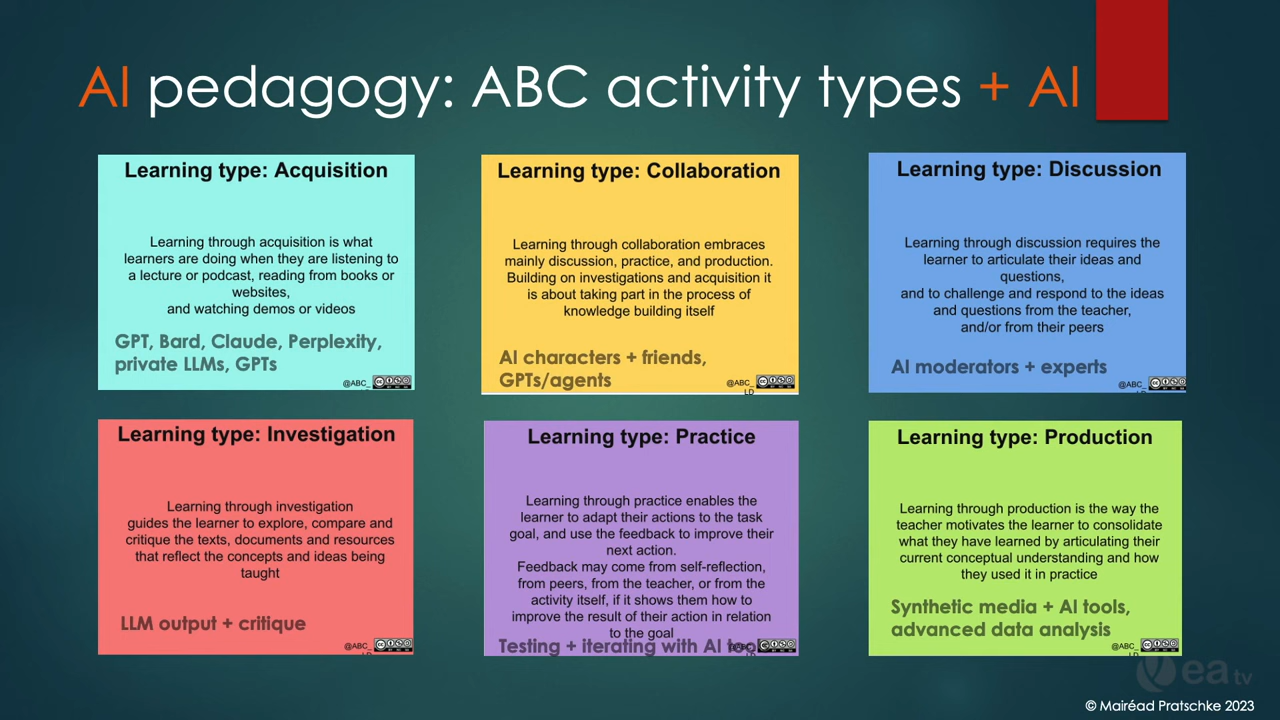 AI pedagogy: ABC activity types + AI
Learning type: Acquisition
Learning through acquisition is what
learners are doing when they are listening to
a lecture or podcast, reading from books or
websites,
and watching demos or videos
GPT, Bard, Claude, Perplexity,
private LLMs, GPTs
@ABC_
Learning type: Collaboration
Learning through collaboration embraces
mainly discussion, practice, and production.
Building on investigations and acquisition it
is about taking part in the process of
knowledge building itself
AI characters + friends,
GPTs/agents
@ABC_
LD
Learning type: Discussion
Learning through discussion requires the
learner to articulate their ideas and
questions,
and to challenge and respond to the ideas
and questions from the teacher,
and/or from their peers
AI moderators + experts
@ABC_
Learning type: Investigation
Learning through investigation
guides the learner to explore, compare and
critique the texts, documents and resources
that reflect the concepts and ideas being
taught
LLM output + critique
@ABC_
Learning type: Practice
Learning through practice enables the
learner to adapt their actions to the task
goal, and use the feedback to improve their
next action.
Feedback may come from self-reflection,
from peers, from the teacher, or from the
activity itself, if it shows them how to
improve the result of their action in relation
to the goal
Testing + iterating with AI
Learning type: Production
Learning through production is the way the
teacher motivates the learner to consolidate
what they have learned by articulating their
current conceptual understanding and how
they used it in practice
Synthetic media + AI tools,
advanced data analysis
@ABC_
ea tv
© Mairéad Pratschke 2023